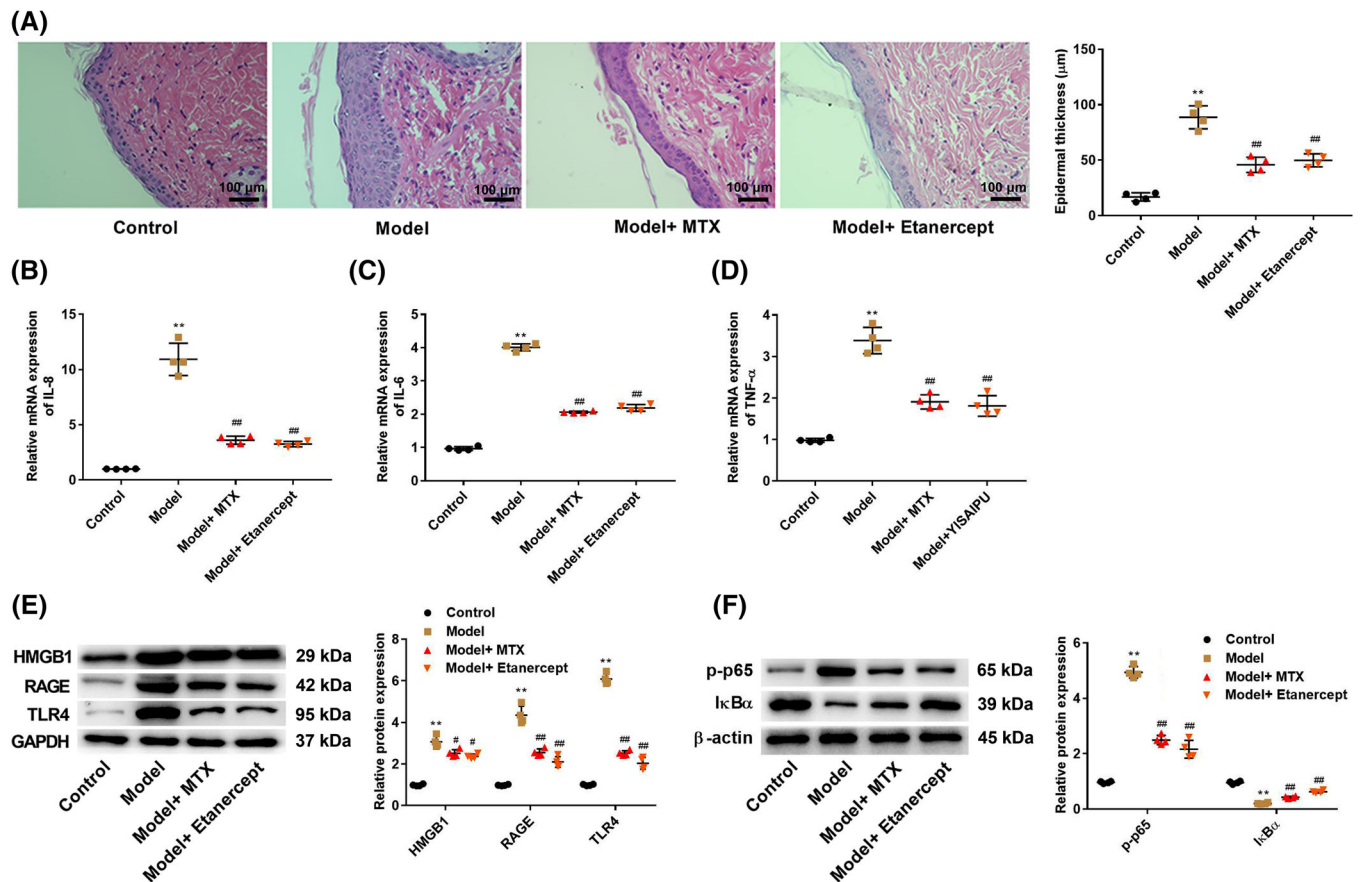 (A)
100 μm
100 μm
100 μm
100 μm
Control
Model
Model+ MTX
Model+ Etanercept
Epidermal thickness (μm)
150
100
50
0
**
##
##
Control
Model
Model+ MTX
Model+ Etanercept
(B)
Relative mRNA expression
of IL-8
15
10
5
0
**
##
##
Control
Model
Model+ MTX
Model+ Etanercept
(C)
Relative mRNA expression
of IL-6
5
4
3
2
1
0
**
##
##
Control
Model
Model+ MTX
Model+ Etanercept
(D)
Relative mRNA expression
of TNF-α
4
3
2
1
0
**
##
##
Control
Model
Model+ MTX
Model+YISAIPU
(E)
HMGB1 29 kDa
RAGE 42 kDa
TLR4 95 kDa
GAPDH 37 kDa
Control
Model
Model+ MTX
Model+ Etanercept
Control
Model
Model+ MTX
Model+ Etanercept
Relative protein expression
8
6
4
2
0
**
#
#
**
##
##
**
##
##
HMGB1
RAGE
TLR4
(F)
p-p65 65 kDa
IκBα 39 kDa
β-actin 45 kDa
Control
Model
Model+ MTX
Model+ Etanercept
Control
Model
Model+ MTX
Model+ Etanercept
Relative protein expression
6
4
2
0
**
##
##
**
##
##
p-p65
IκBα